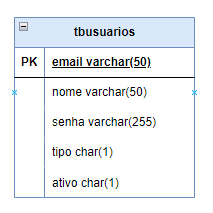 tbusuarios
PK email varchar(50)
nome varchar(50)
senha varchar(255)
tipo char(1)
ativo char(1)